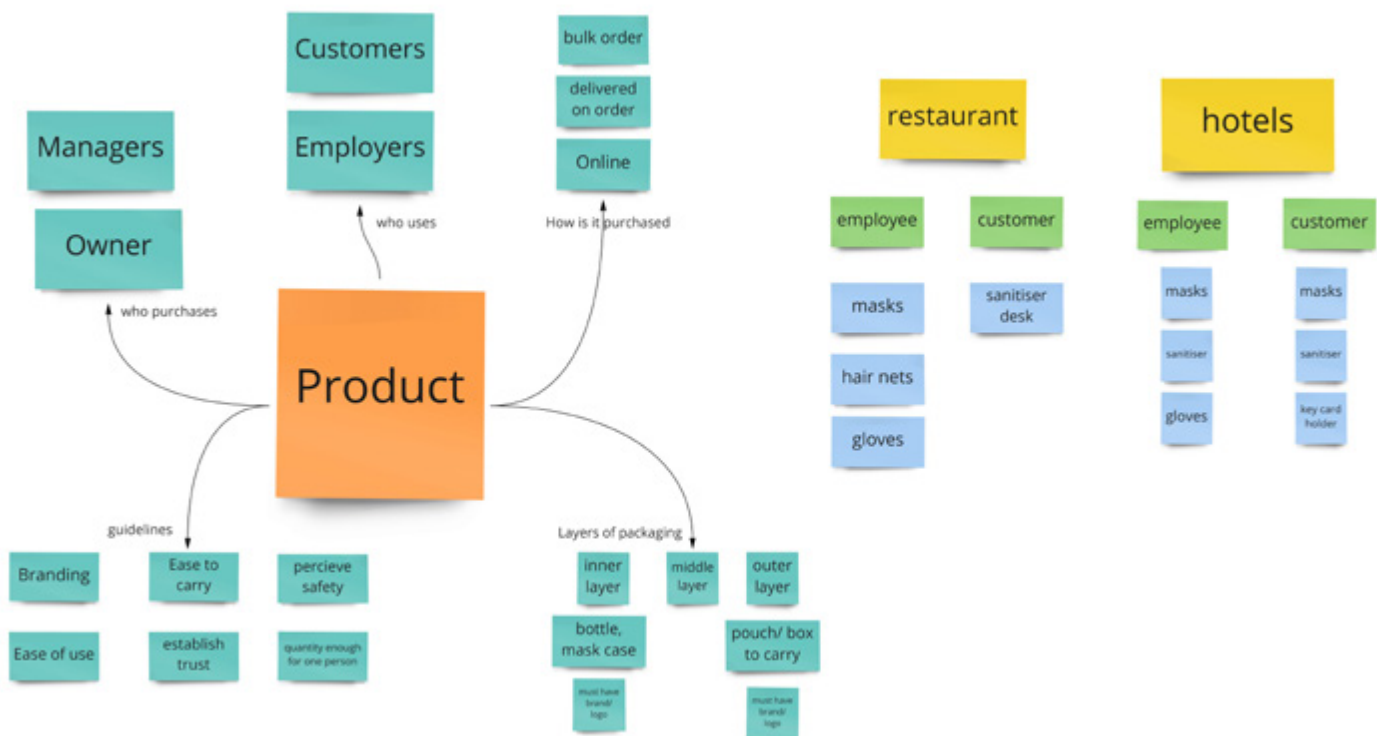 Customers
Employers
who uses
bulk order
delivered
on order
Online
How is it purchased
Managers
Owner
who purchases
Product
guidelines
Branding
Ease to
carry
percieve
safety
Ease of use
establish
trust
quantity enough
for one person
Layers of packaging
inner
layer
middle
layer
outer
layer
bottle,
mask case
pouch/ box
to carry
must have
brand/
logo
must have
brand/
logo
restaurant
employee
customer
masks
sanitiser
desk
hair nets
gloves
hotels
employee
customer
masks
masks
sanitiser
sanitiser
gloves
key card
holder